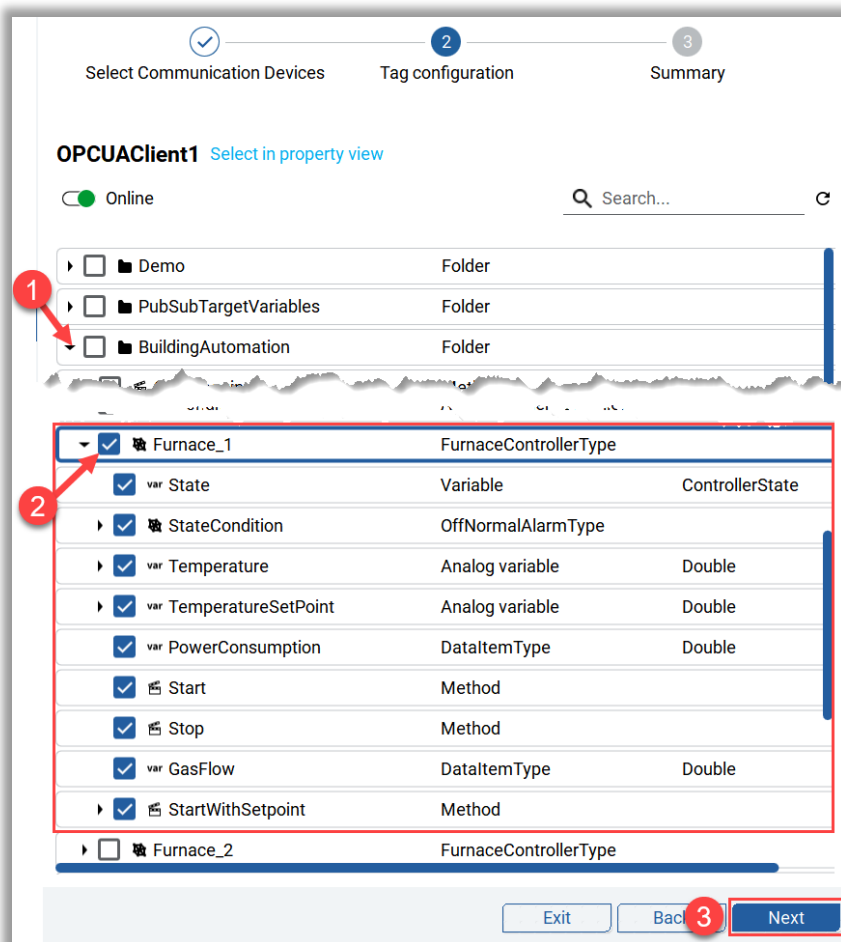 2 3
Select Communication Devices Tag configuration Summary
OPCUAClient1 Select in property view
Online Search...
Demo Folder
1
PubSubTargetVariables Folder
BuildingAutomation Folder
Furnace_1 FurnaceControllerType
2
var State Variable ControllerState
StateCondition OffNormalAlarmType
var Temperature Analog variable Double
var TemperatureSetPoint Analog variable Double
var PowerConsumption DataItemType Double
Start Method
Stop Method
var GasFlow DataItemType Double
StartWithSetpoint Method
Furnace_2 FurnaceControllerType
Exit Bac 3 Next